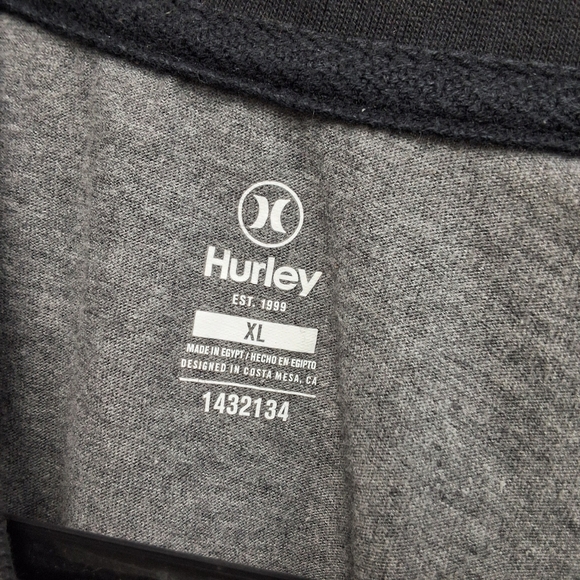 Hurley
EST. 1999
XL
MADE IN EGYPT / HECHO EN EGIPTO
DESIGNED IN COSTA MESA, CA
1432134